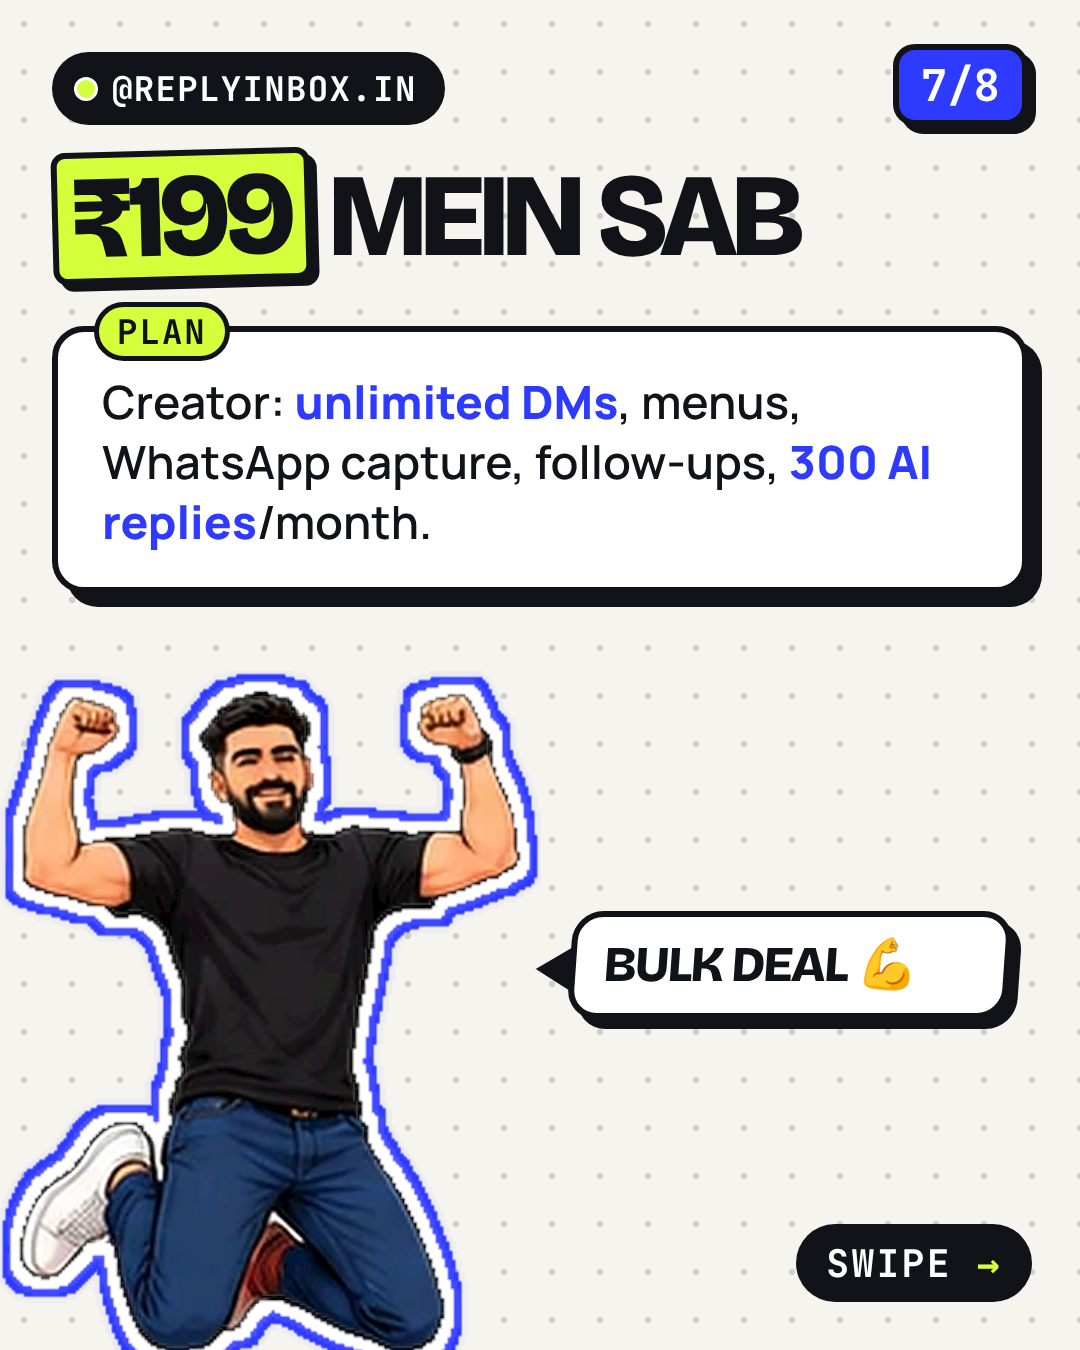 @REPLYINBOX.IN
7/8
₹199 MEIN SAB
PLAN
Creator: unlimited DMs, menus,
WhatsApp capture, follow-ups, 300 AI
replies/month.
BULK DEAL 💪
SWIPE →